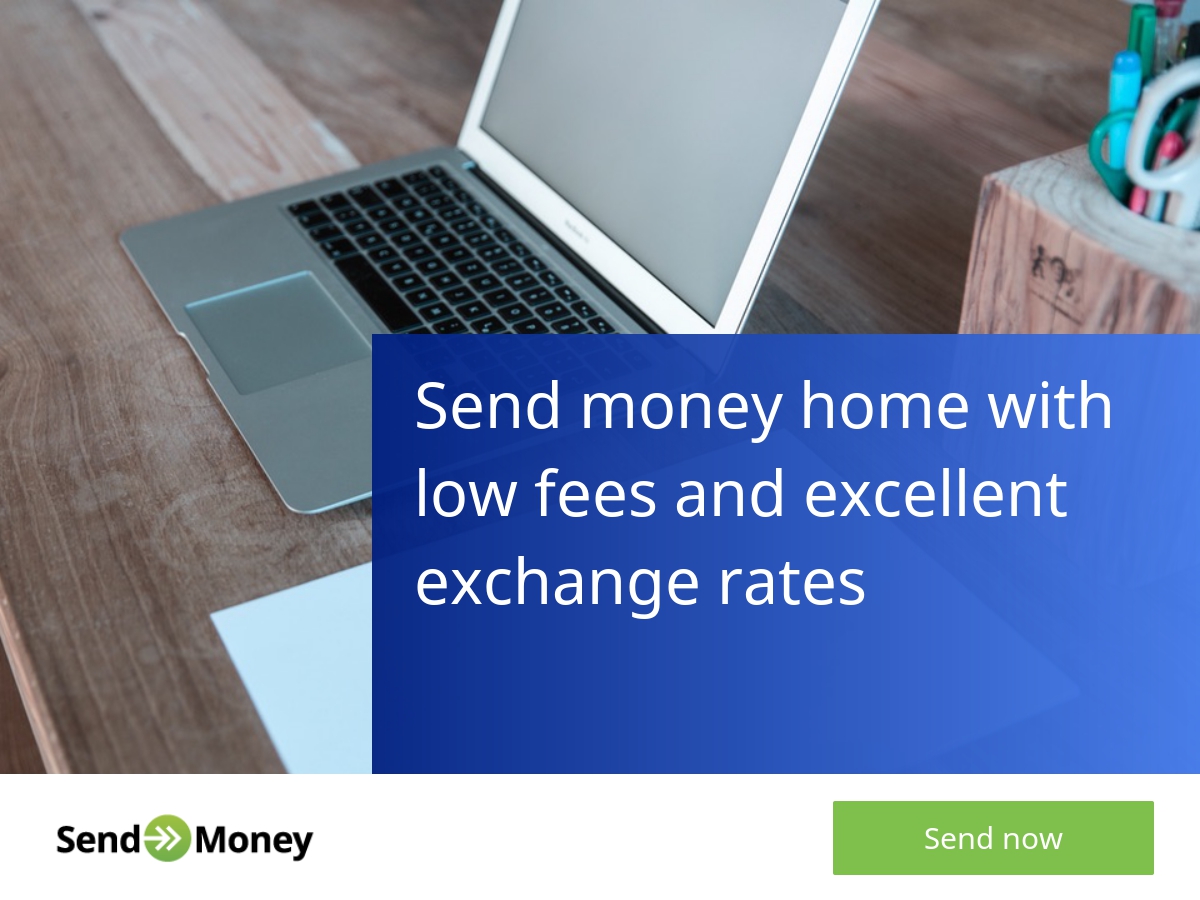 Send money home with
low fees and excellent
exchange rates
Send Money
Send now